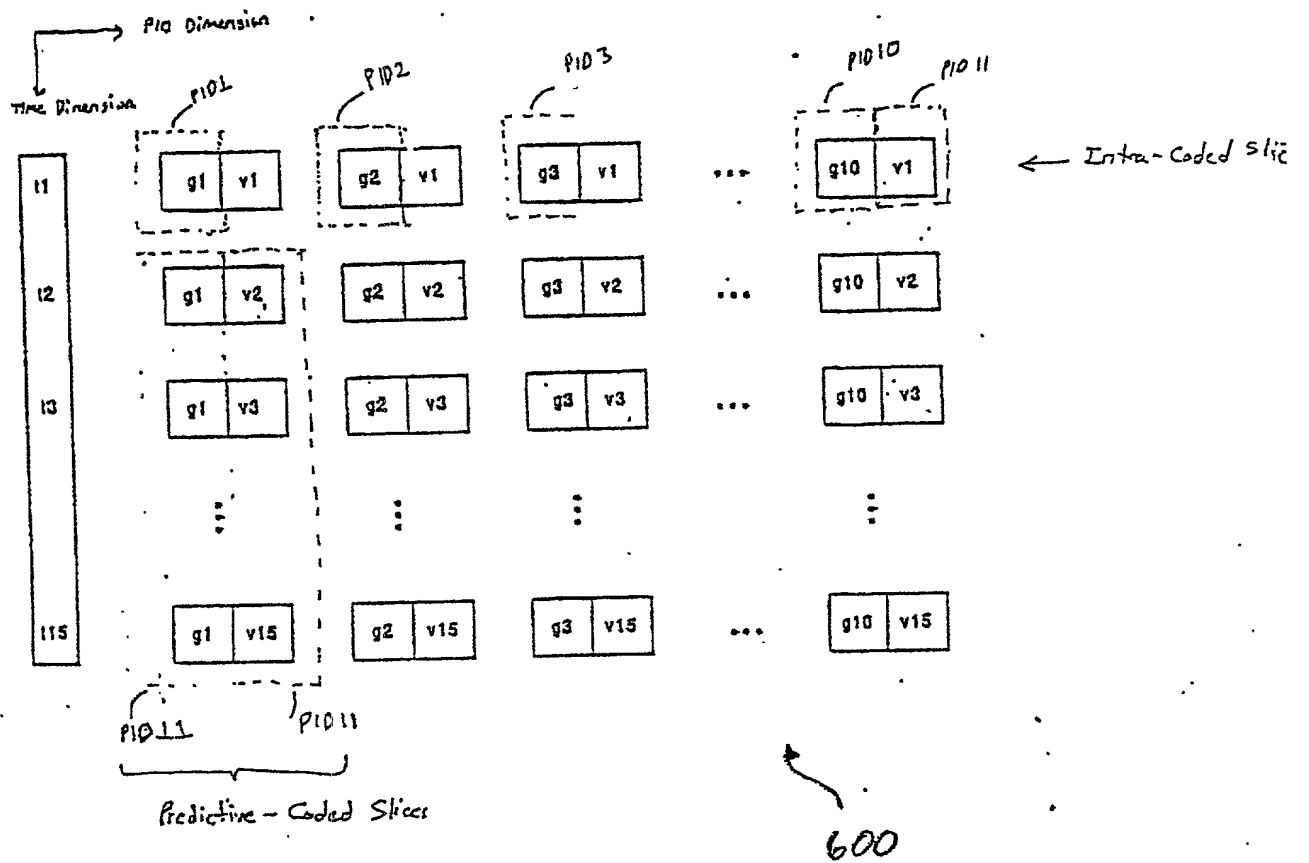 PID Dimension
Time Dimension
PID1
PID2
PID3
PID10
PID11
t1 g1 v1 g2 v1 g3 v1 ... g10 v1
← Intra-Coded Slic
t2 g1 v2 g2 v2 g3 v2 ... g10 v2
t3 g1 v3 g2 v3 g3 v3 ... g10 v3
t15 g1 v15 g2 v15 g3 v15 ... g10 v15
PID11 PID11
Predictive-Coded Slices
600